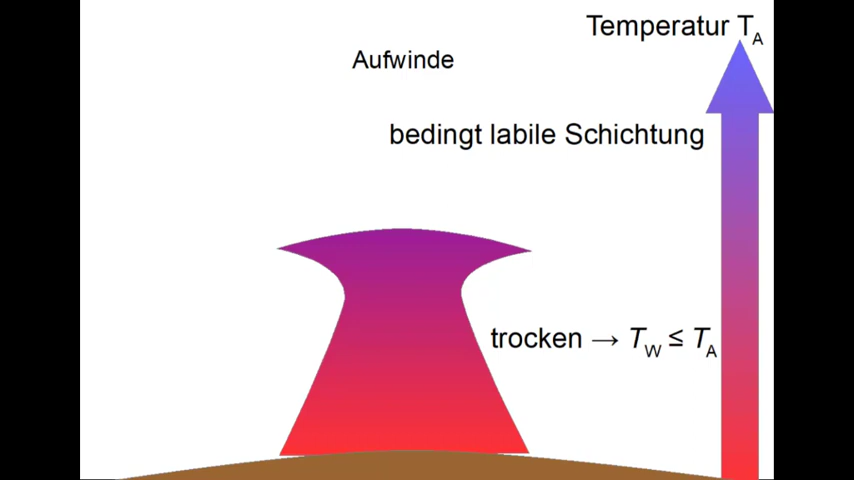 Temperatur T_A
Aufwinde
bedingt labile Schichtung
trocken → T_W ≤ T_A